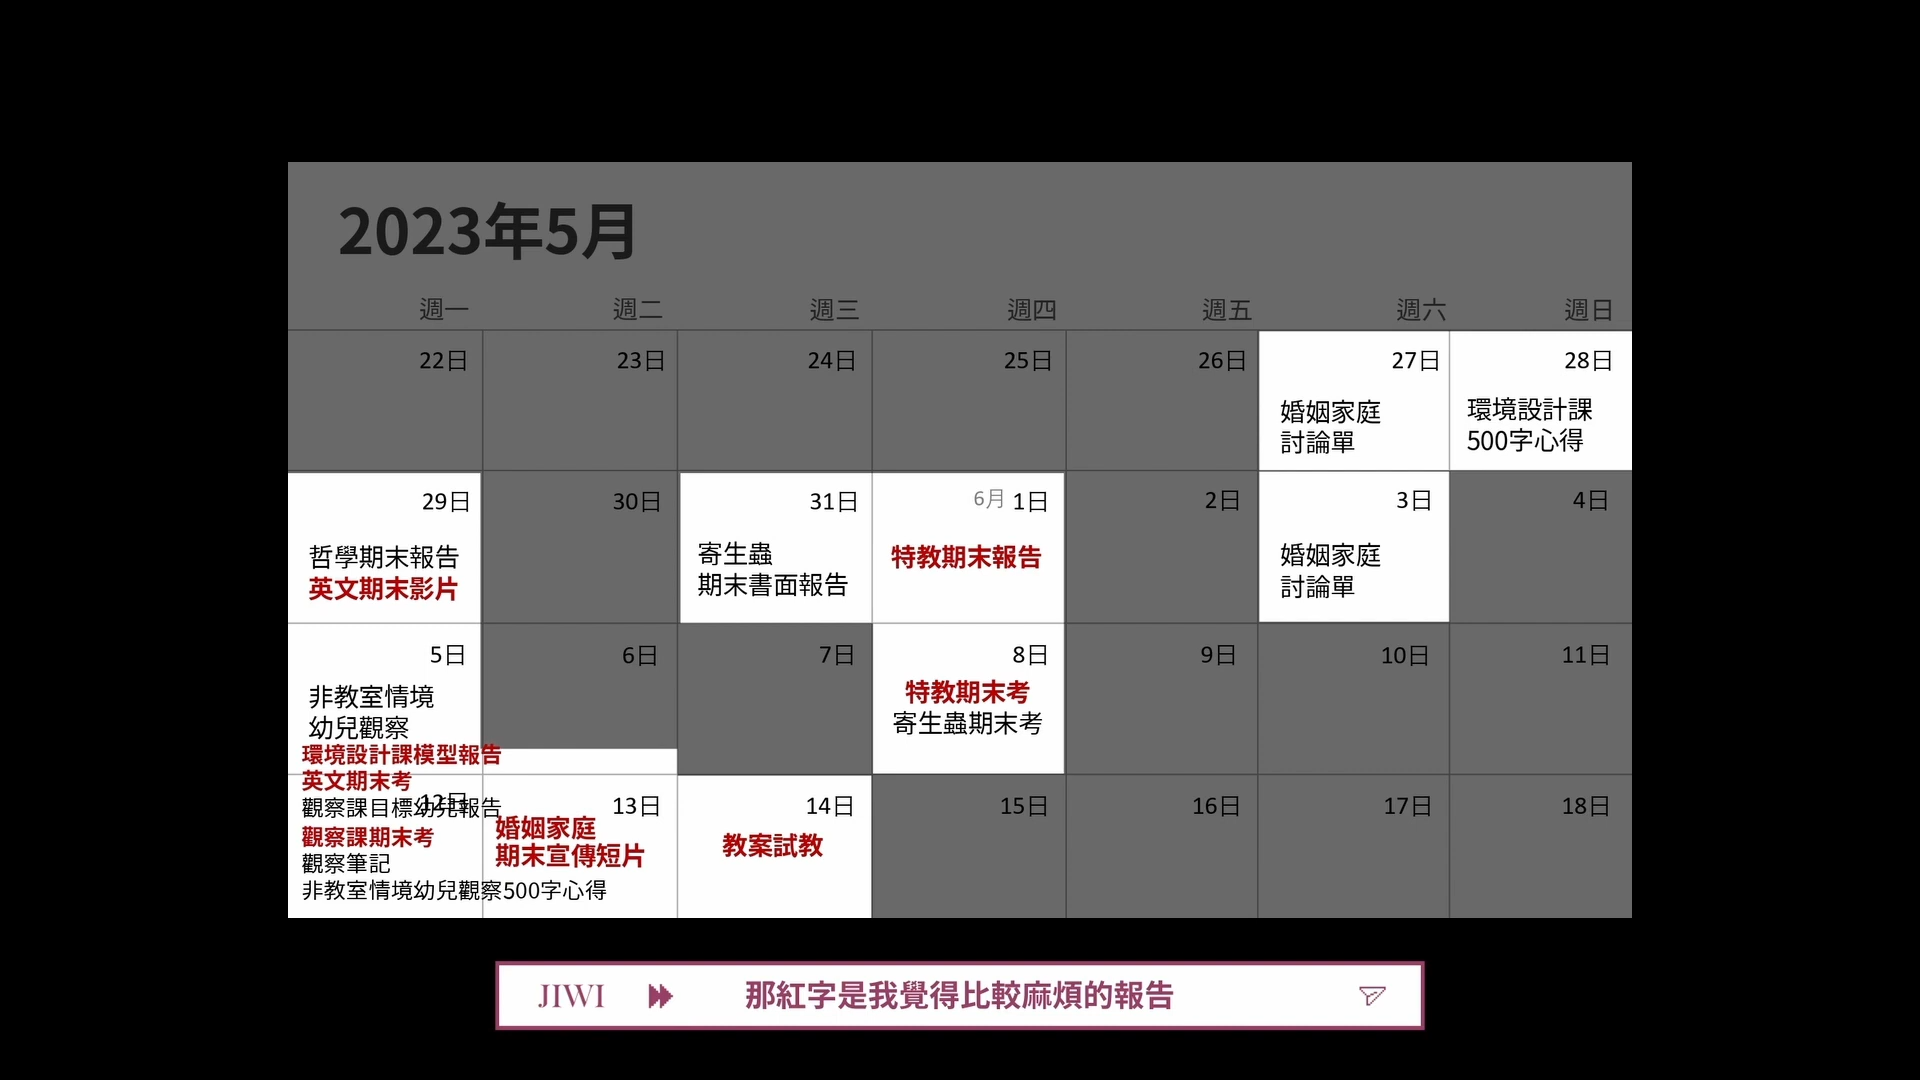 2023年5月
週一 週二 週三 週四 週五 週六 週日
22日 23日 24日 25日 26日 27日 28日
婚姻家庭
討論單
環境設計課
500字心得
29日 30日 31日 6月 1日 2日 3日 4日
哲學期末報告
英文期末影片
寄生蟲
期末書面報告
特教期末報告
婚姻家庭
討論單
5日 6日 7日 8日 9日 10日 11日
非教室情境
幼兒觀察
特教期末考
寄生蟲期末考
環境設計課模型報告
英文期末考
12日 13日 14日 15日 16日 17日 18日
觀察課目標幼兒報告
觀察課期末考
觀察筆記
非教室情境幼兒觀察500字心得
婚姻家庭
期末宣傳短片
教案試教
JIWI 那紅字是我覺得比較麻煩的報告